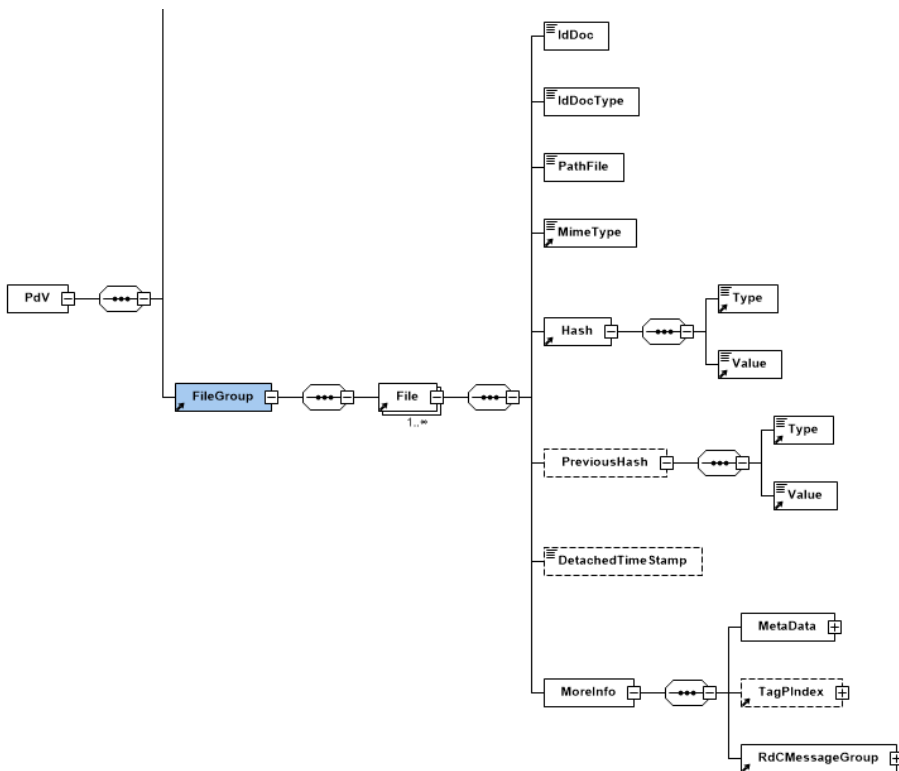 IdDoc
IdDocType
PathFile
MimeType
PdV
Type
Hash
Value
FileGroup
File
1..∞
Type
PreviousHash
Value
DetachedTimeStamp
MetaData
MoreInfo
TagPIndex
RdCMessageGroup